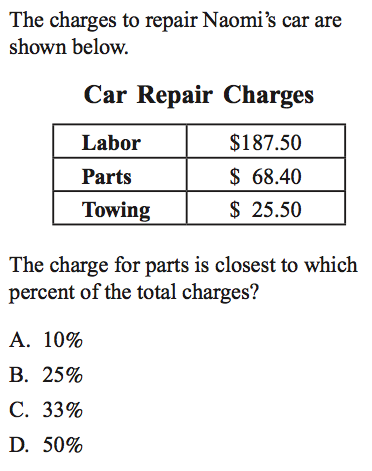 The charges to repair Naomi's car are
shown below.
Car Repair Charges
Labor $187.50
Parts $ 68.40
Towing $ 25.50
The charge for parts is closest to which
percent of the total charges?
A. 10%
B. 25%
C. 33%
D. 50%